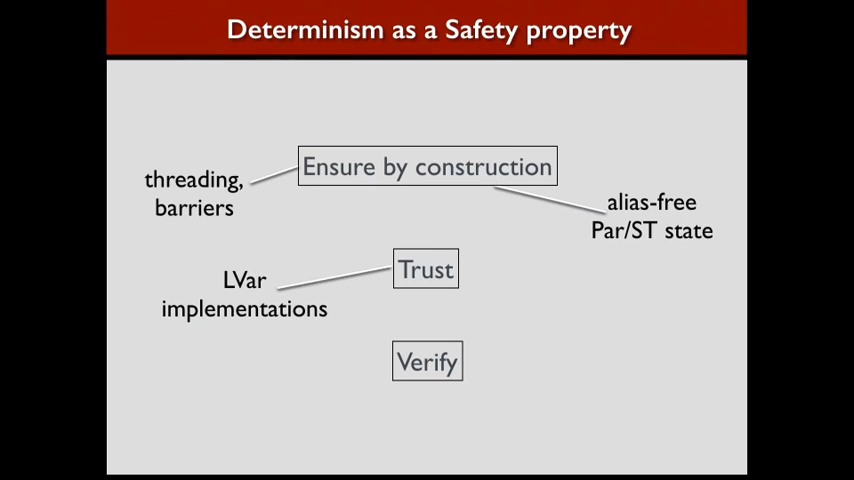 Determinism as a Safety property
Ensure by construction
threading,
barriers
alias-free
Par/ST state
Trust
LVar
implementations
Verify